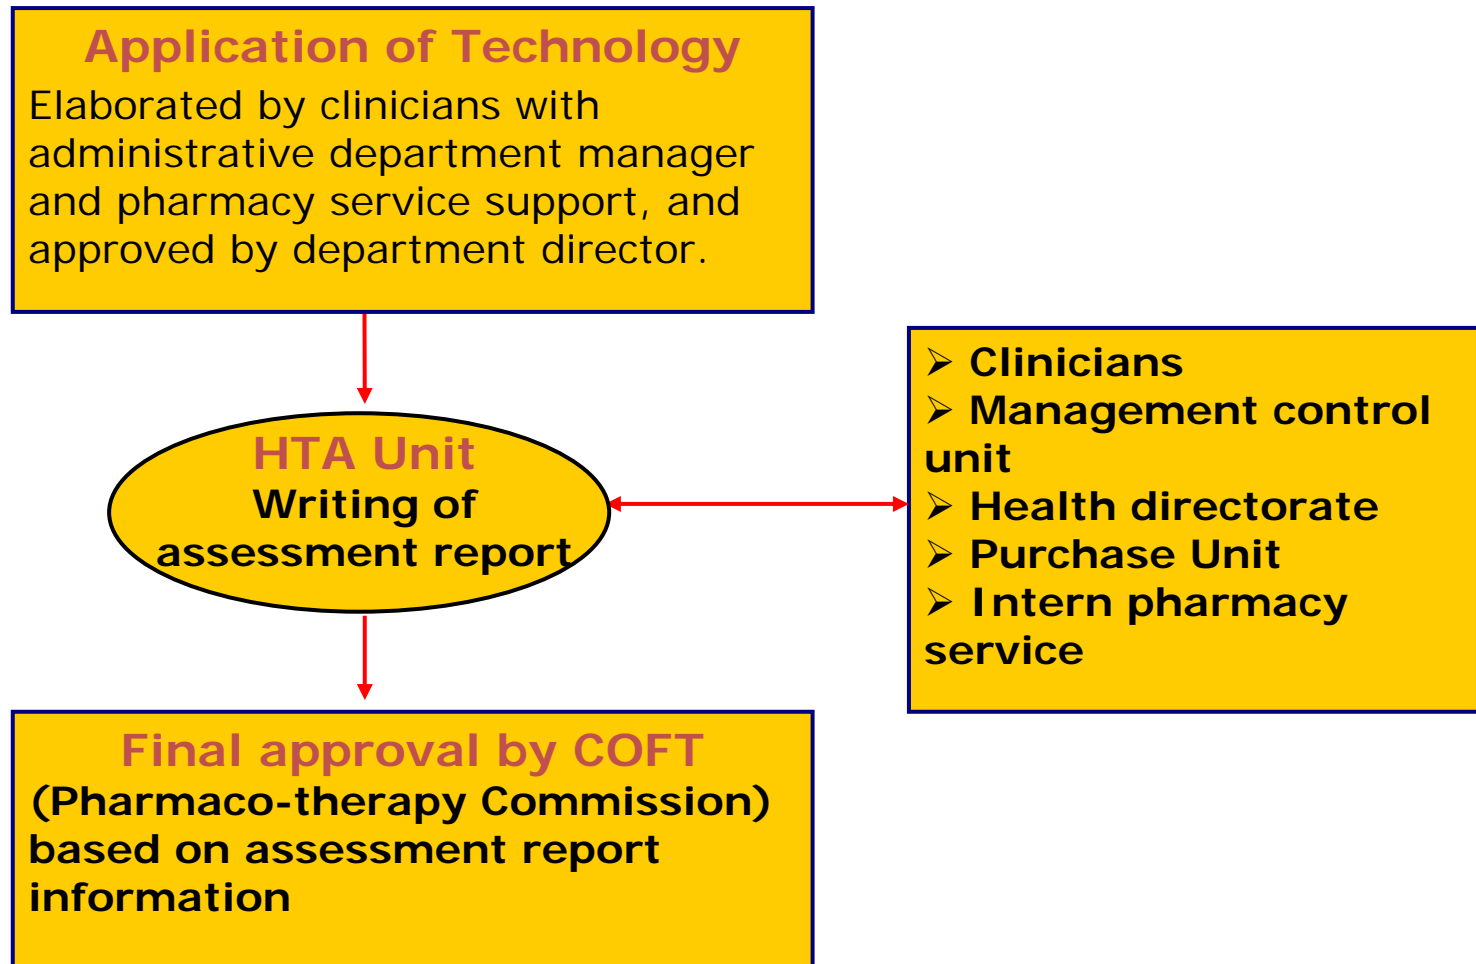 Application of Technology
Elaborated by clinicians with
administrative department manager
and pharmacy service support, and
approved by department director.
HTA Unit
Writing of
assessment report
➢ Clinicians
➢ Management control
unit
➢ Health directorate
➢ Purchase Unit
➢ Intern pharmacy
service
Final approval by COFT
(Pharmaco-therapy Commission)
based on assessment report
information